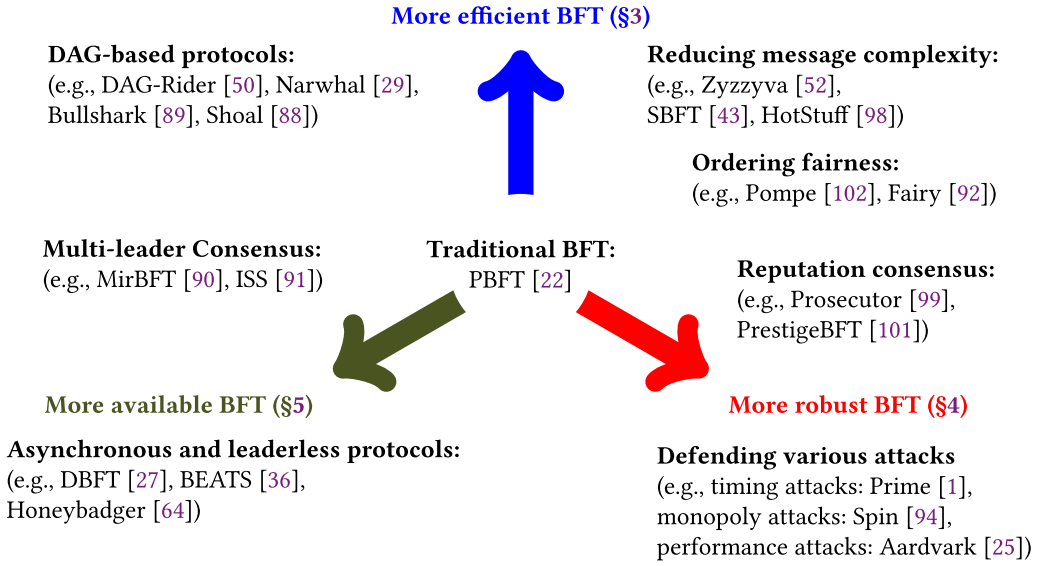 More efficient BFT (§3)
DAG-based protocols:
(e.g., DAG-Rider [50], Narwhal [29],
Bullshark [89], Shoal [88])
Reducing message complexity:
(e.g., Zyzzyva [52],
SBFT [43], HotStuff [98])
Ordering fairness:
(e.g., Pompe [102], Fairy [92])
Multi-leader Consensus:
(e.g., MirBFT [90], ISS [91])
Traditional BFT:
PBFT [22]
Reputation consensus:
(e.g., Prosecutor [99],
PrestigeBFT [101])
More available BFT (§5)
Asynchronous and leaderless protocols:
(e.g., DBFT [27], BEATS [36],
Honeybadger [64])
More robust BFT (§4)
Defending various attacks
(e.g., timing attacks: Prime [1],
monopoly attacks: Spin [94],
performance attacks: Aardvark [25])